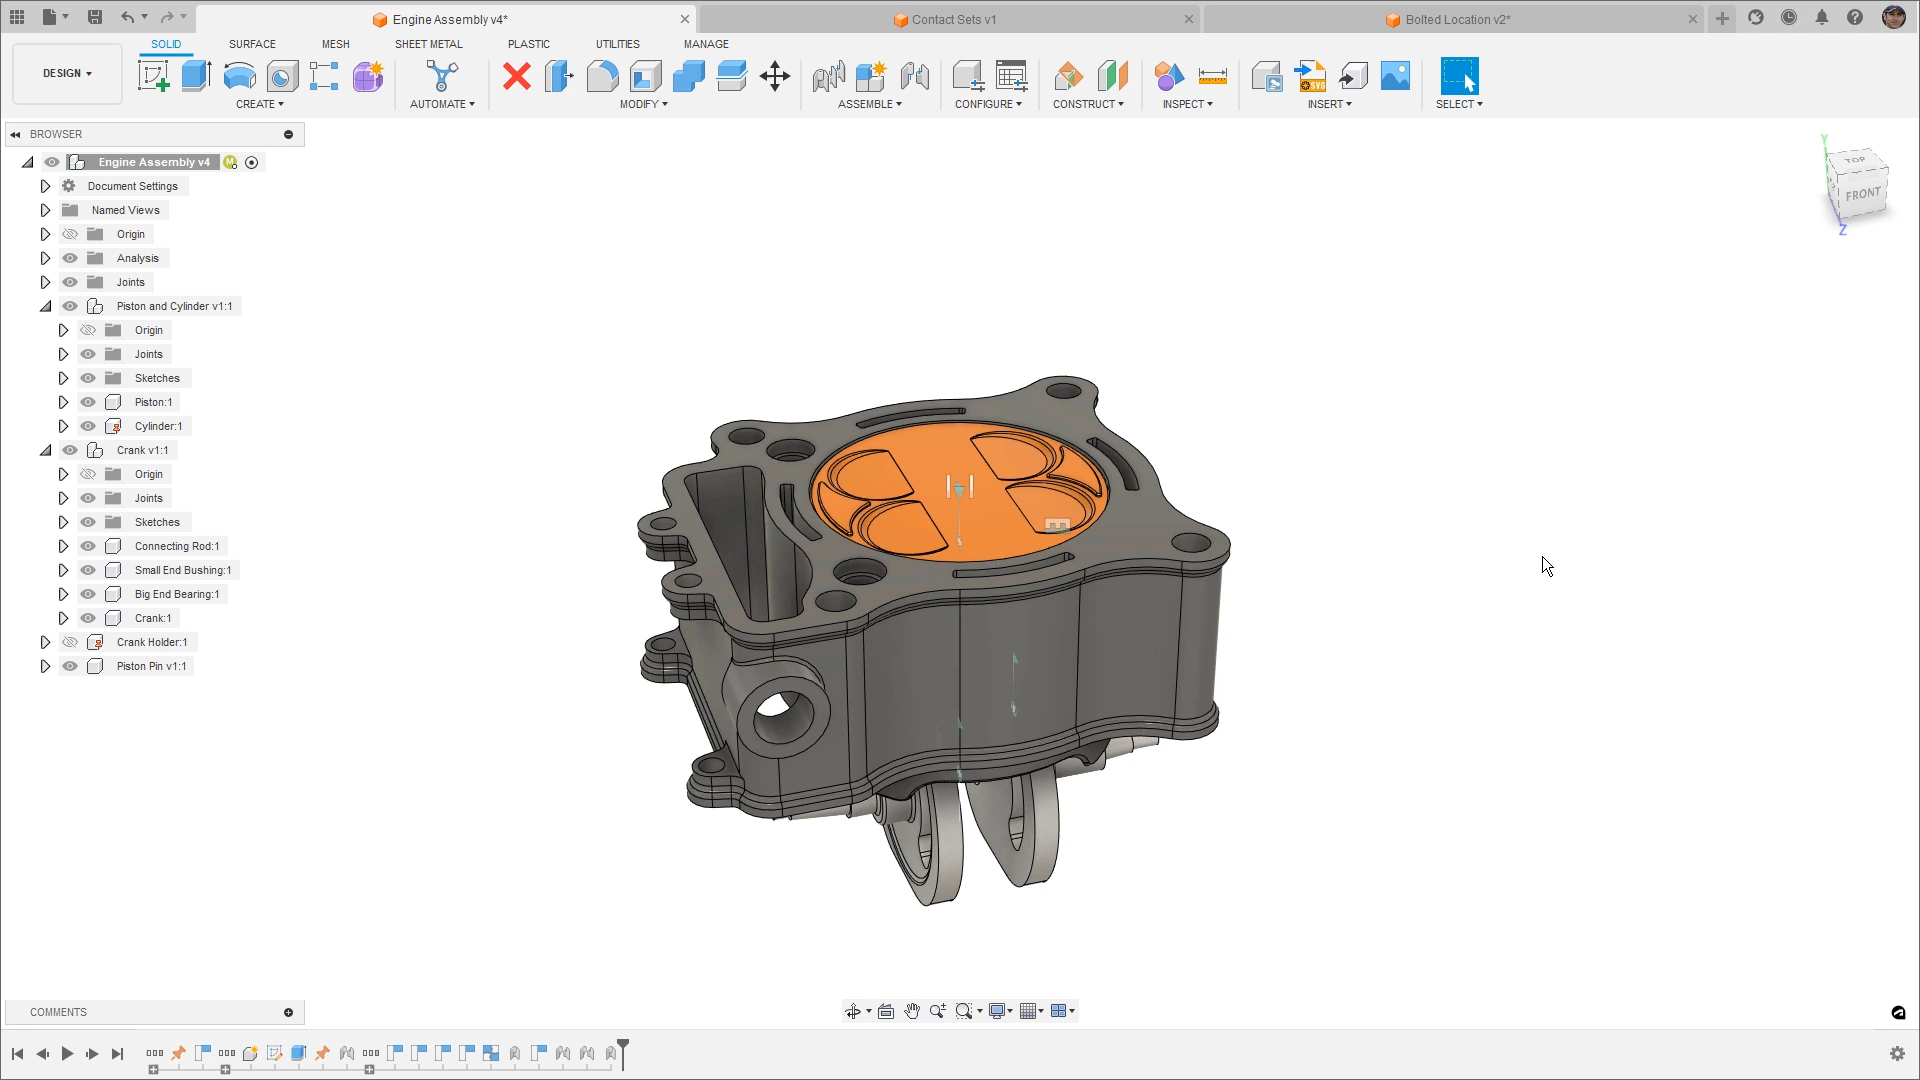 Engine Assembly v4*
Contact Sets v1
Bolted Location v2*
SOLID
SURFACE
MESH
SHEET METAL
PLASTIC
UTILITIES
MANAGE
DESIGN
CREATE
AUTOMATE
MODIFY
ASSEMBLE
CONFIGURE
CONSTRUCT
INSPECT
INSERT
SELECT
SVG
BROWSER
Engine Assembly v4
M
Document Settings
Named Views
Origin
Analysis
Joints
Piston and Cylinder v1:1
Origin
Joints
Sketches
Piston:1
Cylinder:1
Crank v1:1
Origin
Joints
Sketches
Connecting Rod:1
Small End Bushing:1
Big End Bearing:1
Crank:1
Crank Holder:1
Piston Pin v1:1
Y
TOP
FRONT
Z
COMMENTS